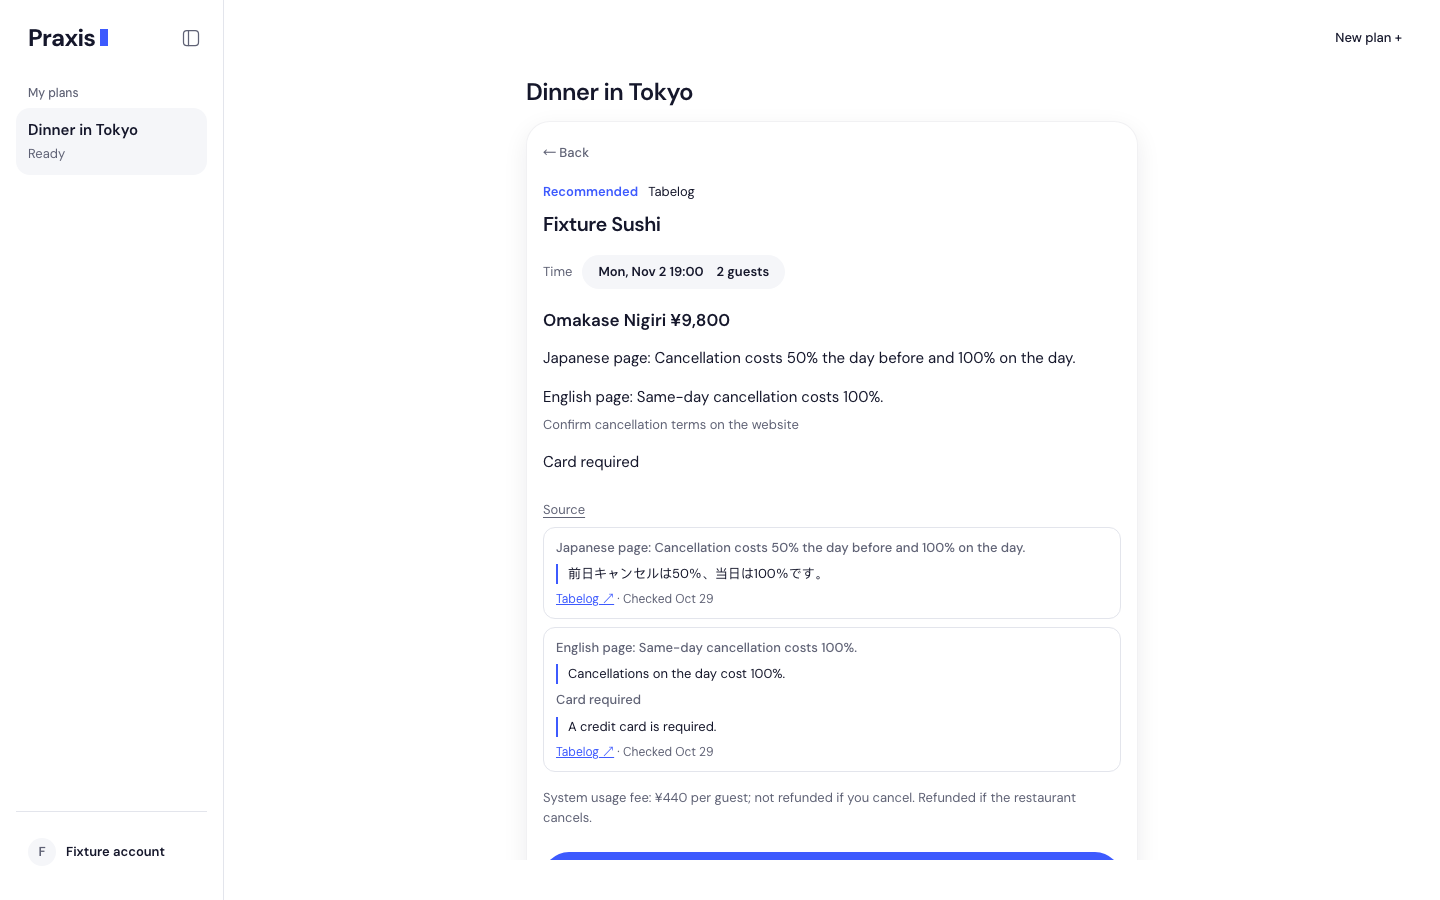 Praxis
New plan +
My plans
Dinner in Tokyo
Ready
Dinner in Tokyo
← Back
Recommended Tabelog
Fixture Sushi
Time Mon, Nov 2 19:00 2 guests
Omakase Nigiri ¥9,800
Japanese page: Cancellation costs 50% the day before and 100% on the day.
English page: Same-day cancellation costs 100%.
Confirm cancellation terms on the website
Card required
Source
Japanese page: Cancellation costs 50% the day before and 100% on the day.
前日キャンセルは50%、当日は100%です。
Tabelog ↗ · Checked Oct 29
English page: Same-day cancellation costs 100%.
Cancellations on the day cost 100%.
Card required
A credit card is required.
Tabelog ↗ · Checked Oct 29
System usage fee: ¥440 per guest; not refunded if you cancel. Refunded if the restaurant
cancels.
F Fixture account